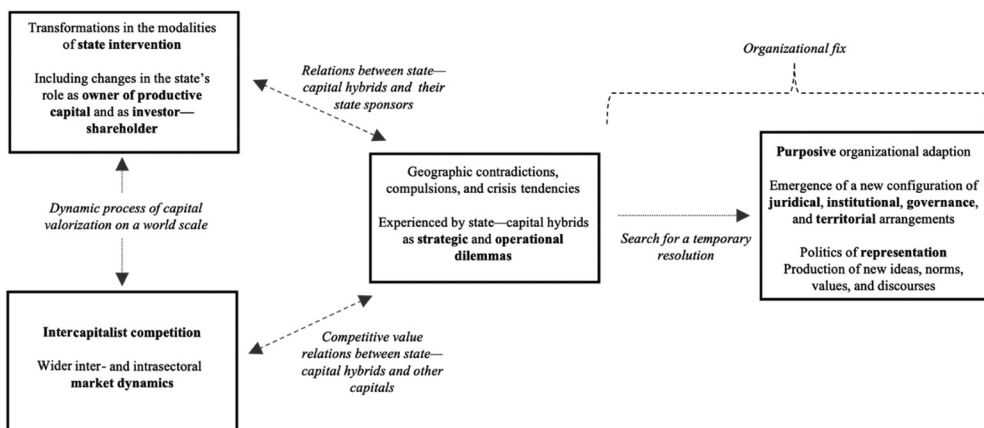 Transformations in the modalities
of state intervention
Including changes in the state's
role as owner of productive
capital and as investor—
shareholder
Relations between state—
capital hybrids and their
state sponsors
Organizational fix
Dynamic process of capital
valorization on a world scale
Geographic contradictions,
compulsions, and crisis tendencies
Experienced by state—capital hybrids
as strategic and operational
dilemmas
Search for a temporary
resolution
Purposive organizational adaption
Emergence of a new configuration of
juridical, institutional, governance,
and territorial arrangements
Politics of representation
Production of new ideas, norms,
values, and discourses
Intercapitalist competition
Wider inter- and intrasectoral
market dynamics
Competitive value
relations between state—
capital hybrids and other
capitals